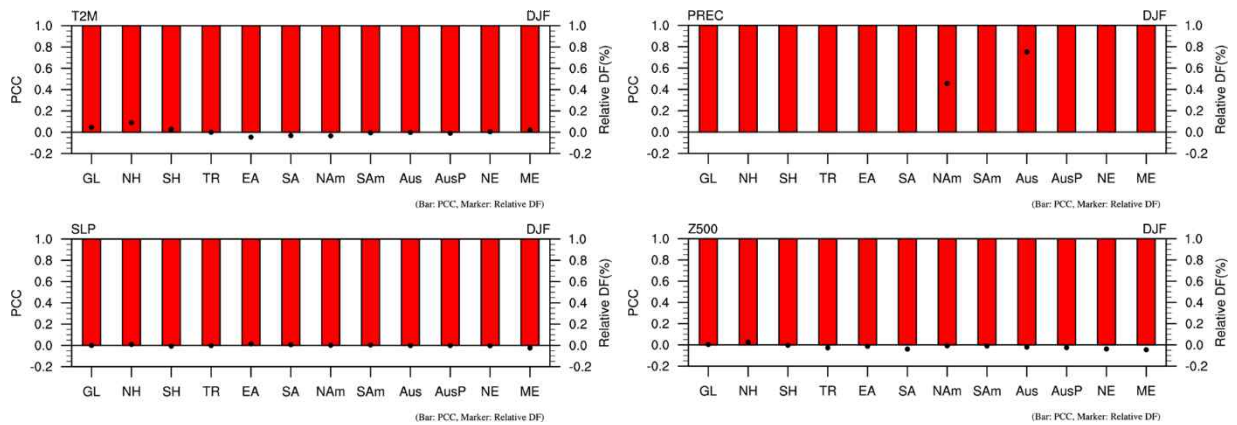 T2M DJF
1.0 1.0
0.8 0.8
0.6 0.6
0.4 0.4
0.2 0.2
0.0 0.0
-0.2 -0.2
PCC
Relative DF(%)
GL NH SH TR EA SA NAm SAm Aus AusP NE ME
(Bar: PCC, Marker: Relative DF)
PREC DJF
1.0 1.0
0.8 0.8
0.6 0.6
0.4 0.4
0.2 0.2
0.0 0.0
-0.2 -0.2
PCC
Relative DF(%)
GL NH SH TR EA SA NAm SAm Aus AusP NE ME
(Bar: PCC, Marker: Relative DF)
SLP DJF
1.0 1.0
0.8 0.8
0.6 0.6
0.4 0.4
0.2 0.2
0.0 0.0
-0.2 -0.2
PCC
Relative DF(%)
GL NH SH TR EA SA NAm SAm Aus AusP NE ME
(Bar: PCC, Marker: Relative DF)
Z500 DJF
1.0 1.0
0.8 0.8
0.6 0.6
0.4 0.4
0.2 0.2
0.0 0.0
-0.2 -0.2
PCC
Relative DF(%)
GL NH SH TR EA SA NAm SAm Aus AusP NE ME
(Bar: PCC, Marker: Relative DF)